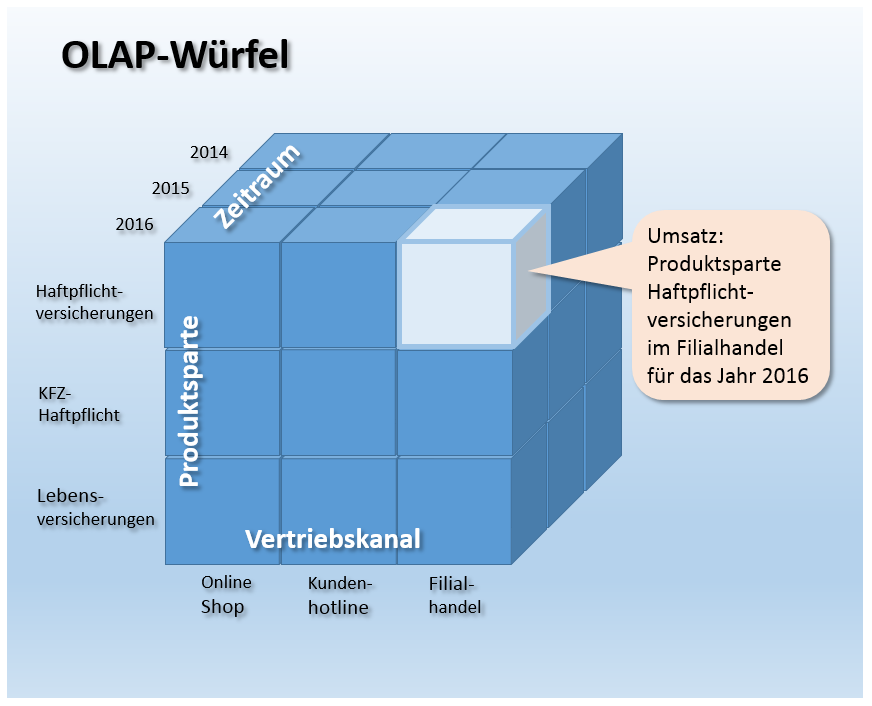 OLAP-Würfel
2014
2015
2016
Zeitraum
Haftpflicht-
versicherungen
KFZ-
Haftpflicht
Lebens-
versicherungen
Produktsparte
Vertriebskanal
Online
Shop
Kunden-
hotline
Filial-
handel
Umsatz:
Produktsparte
Haftpflicht-
versicherungen
im Filialhandel
für das Jahr 2016